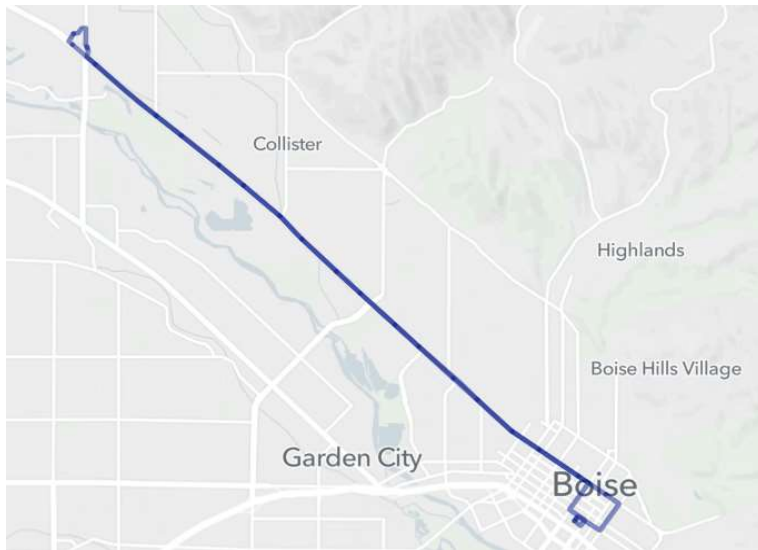 Collister
Highlands
Boise Hills Village
Garden City
Boise